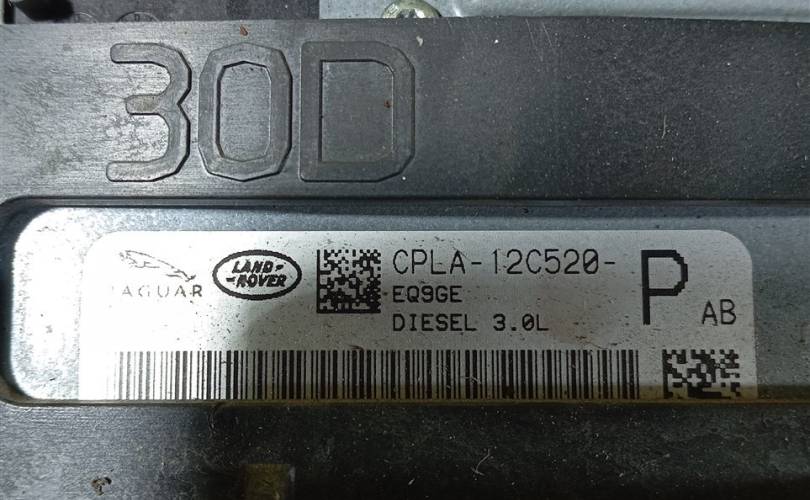 30D
JAGUAR
LAND-
-ROVER
CPLA-12C520-
P
AB
EQ9GE
DIESEL 3.0L